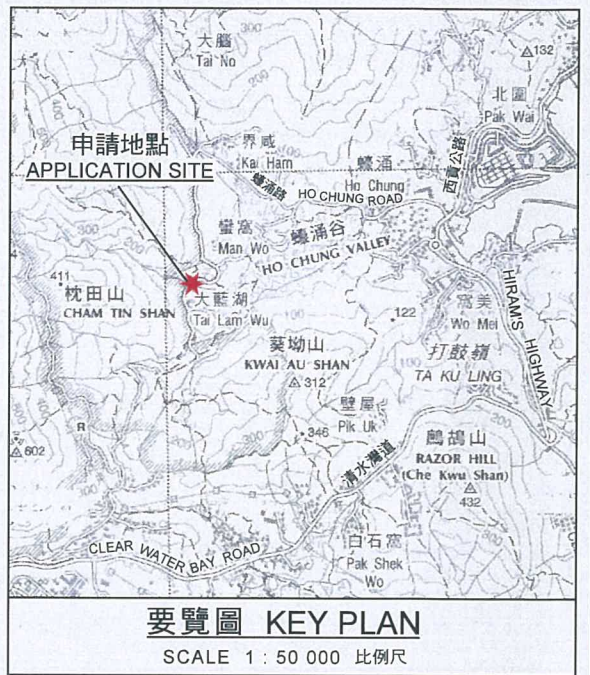 大腦
Tai No
300
200
132
北圍
Pak Wai
申請地點
APPLICATION SITE
界咸
Kai Ham
蠔涌
Ho Chung
西貢公路
蠔涌路 HO CHUNG ROAD
蠻窩
Man Wo
蠔涌谷
HO CHUNG VALLEY
411
枕田山
CHAM TIN SHAN
大藍湖
Tai Lam Wu
122
窩美
Wo Mei
HIRAM'S HIGHWAY
葵坳山
KWAI AU SHAN
312
打鼓嶺
TA KU LING
壁屋
Pik Uk
346
鷓鴣山
RAZOR HILL
(Che Kwu Shan)
432
R
602
清水灣道
CLEAR WATER BAY ROAD
白石窩
Pak Shek
Wo
要覽圖 KEY PLAN
SCALE 1 : 50 000 比例尺